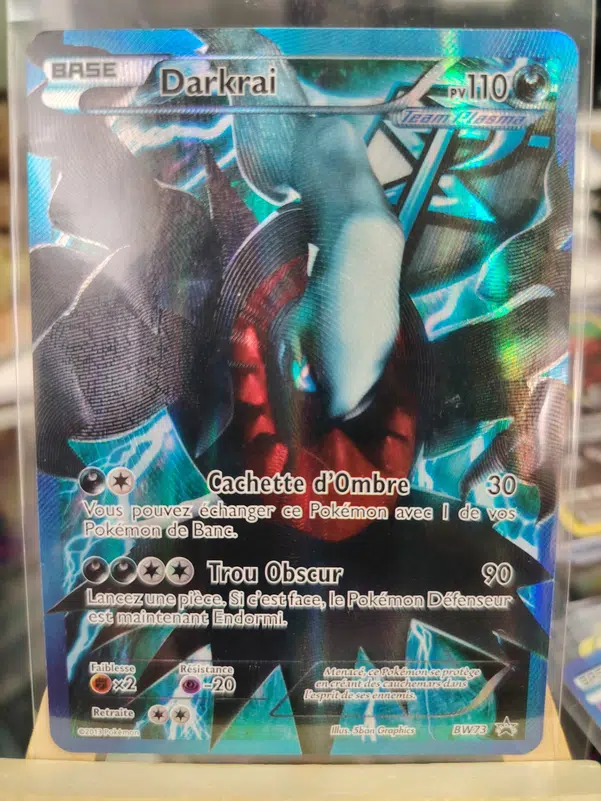 BASE
Darkrai
PV 110
Team Plasma
Cachette d'Ombre 30
Vous pouvez échanger ce Pokémon avec 1 de vos
Pokémon de Banc.
Trou Obscur 90
Lancez une pièce. Si c'est face, le Pokémon Défenseur
est maintenant Endormi.
Faiblesse
×2
Résistance
-20
Retraite
Menacé, ce Pokémon se protège
en créant des cauchemars dans
l'esprit de ses ennemis.
©2013 Pokémon
Illus. 5ban Graphics
BW73